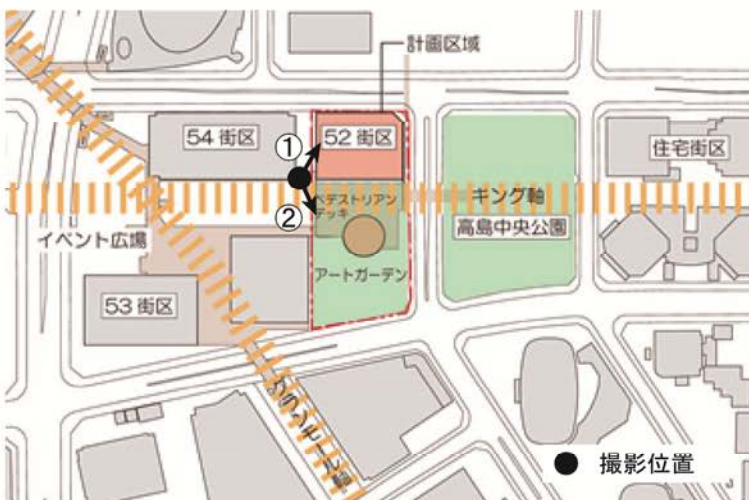 計画区域
54 街区
①
52 街区
住宅街区
ペデストリアン
デッキ
キング軸
②
高島中央公園
イベント広場
アートガーデン
53 街区
● 撮影位置